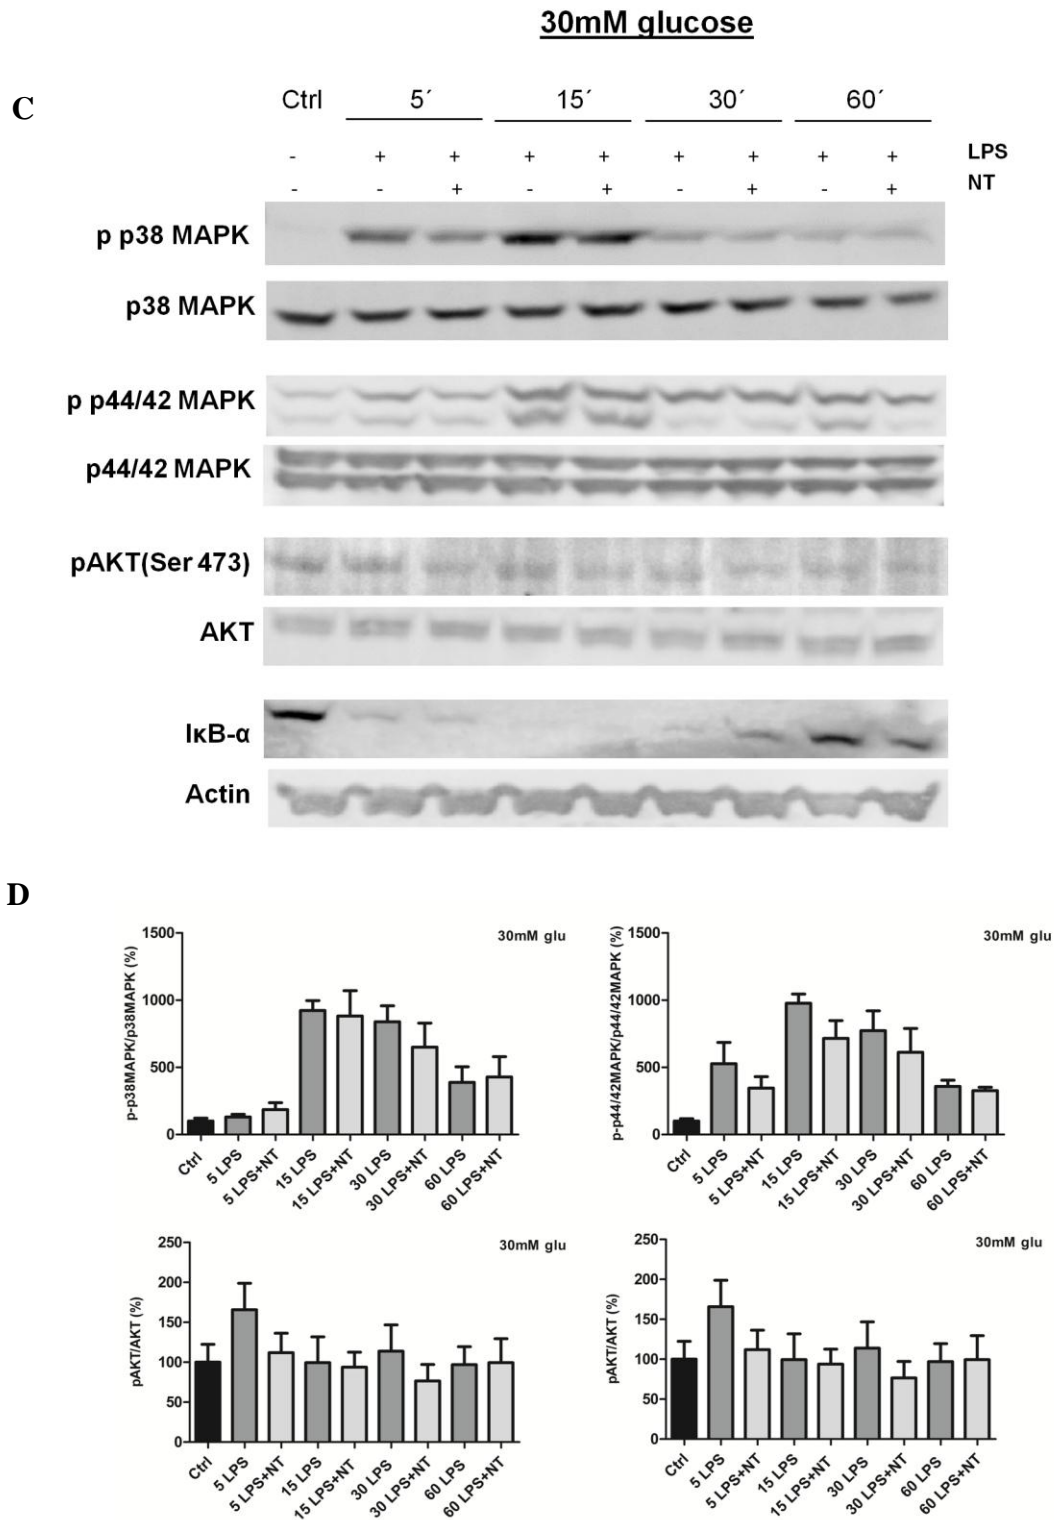 30mM glucose
C
Ctrl 5´ 15´ 30´ 60´
- + + + + + + + + LPS
- - + - + - + - + NT
p p38 MAPK
p38 MAPK
p p44/42 MAPK
p44/42 MAPK
pAKT(Ser 473)
AKT
IκB-α
Actin
D
p-p38MAPK/p38MAPK (%)
30mM glu
1500
1000
500
0
Ctrl
5 LPS
5 LPS+NT
15 LPS
15 LPS+NT
30 LPS
30 LPS+NT
60 LPS
60 LPS+NT
p-p44/42MAPK/p44/42MAPK (%)
30mM glu
1500
1000
500
0
Ctrl
5 LPS
5 LPS+NT
15 LPS
15 LPS+NT
30 LPS
30 LPS+NT
60 LPS
60 LPS+NT
pAKT/AKT (%)
30mM glu
250
200
150
100
50
0
Ctrl
5 LPS
5 LPS+NT
15 LPS
15 LPS+NT
30 LPS
30 LPS+NT
60 LPS
60 LPS+NT
pAKT/AKT (%)
30mM glu
250
200
150
100
50
0
Ctrl
5 LPS
5 LPS+NT
15 LPS
15 LPS+NT
30 LPS
30 LPS+NT
60 LPS
60 LPS+NT